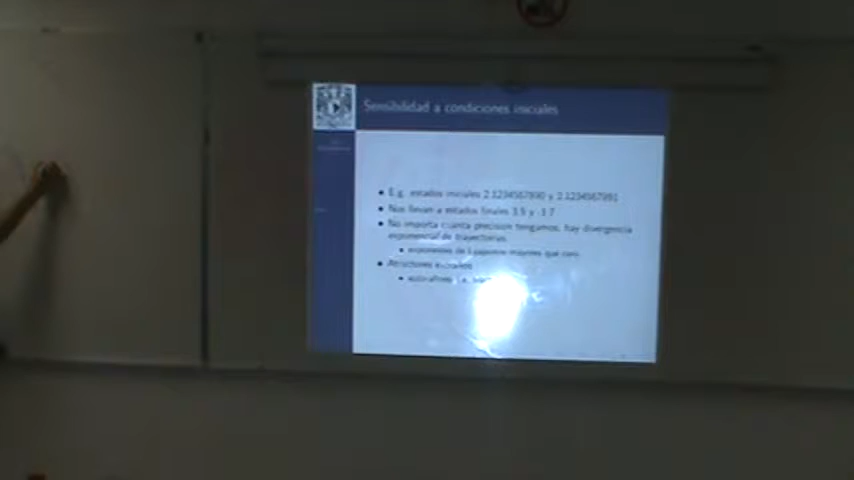 Sensibilidad a condiciones iniciales
E.g. estados iniciales 2.1234567890 y 2.1234567891
Nos llevan a estados finales 3.5 y -1.7
No importa cuánta precisión tengamos, hay divergencia
exponencial de trayectorias
exponentes de Lyapunov mayores que cero
Atractores extraños